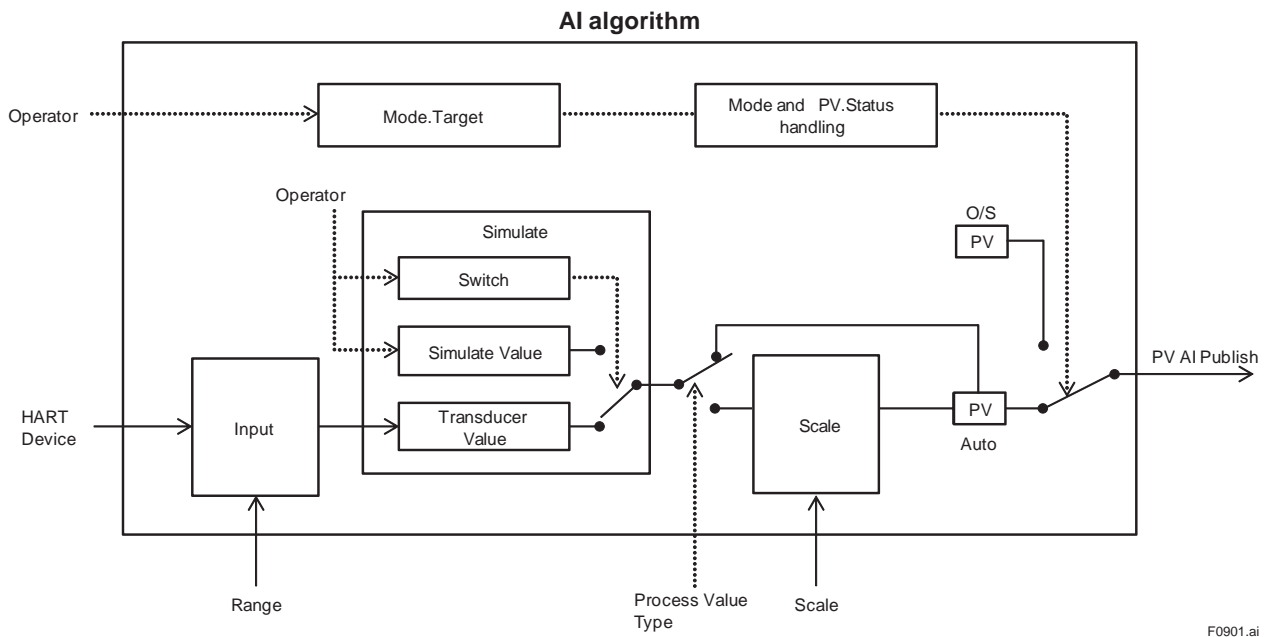 AI algorithm
Operator
Mode.Target
Mode and PV.Status
handling
Operator
Simulate
Switch
Simulate Value
Transducer
Value
O/S
PV
PV AI Publish
HART
Device
Input
Scale
PV
Auto
Range
Process Value
Type
Scale
F0901.ai